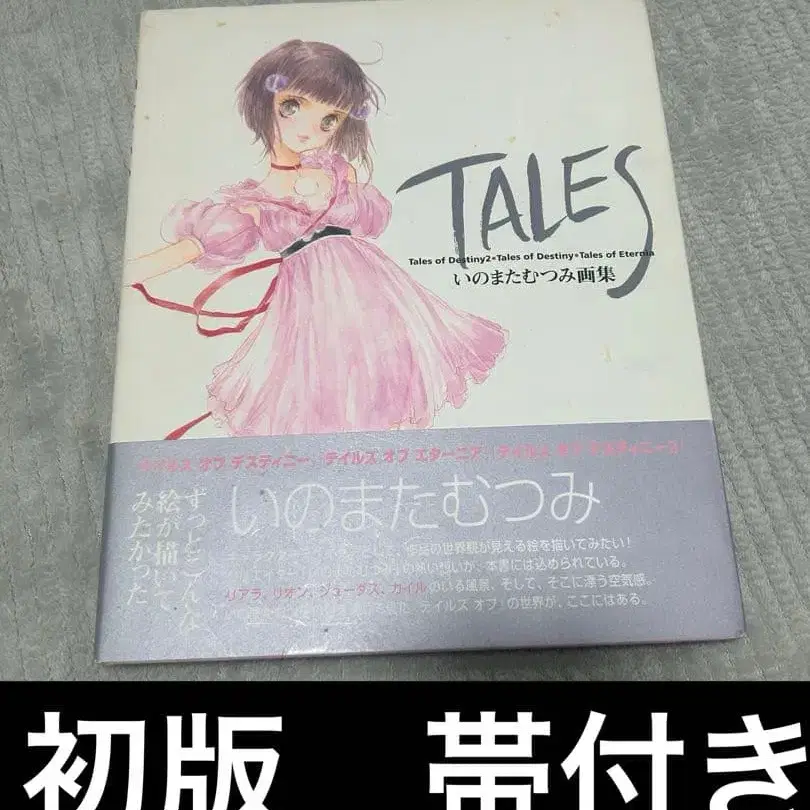 TALES
Tales of Destiny2•Tales of Destiny•Tales of Eternia
いのまたむつみ画集
テイルズ オブ デスティニー、テイルズ オブ エターニア、テイルズ オブ デスティニー2
いのまたむつみ
ずっとこんな
絵が描いて
みたかった
作品の世界観が見える絵を描いてみたい!
熱い想いが、本書には込められている。
リアラ、リオン、ジューダス、カイルのいる風景、そして、そこに漂う空気感。
テイルズ オブ』の世界が、ここにはある。
初版　帯付き